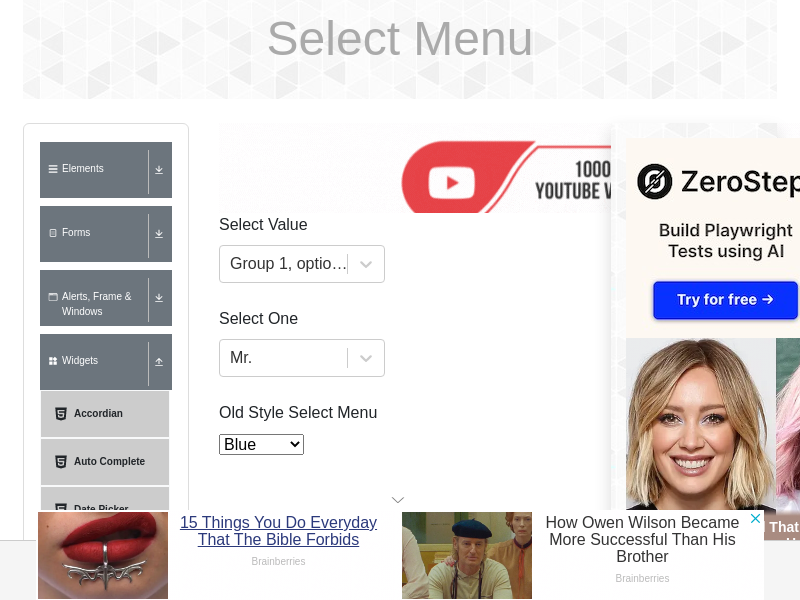 Select Menu
Elements
Forms
Alerts, Frame &
Windows
Widgets
Accordian
Auto Complete
Date Picker
1000
YOUTUBE
Select Value
Group 1, optio…
Select One
Mr.
Old Style Select Menu
Blue
ZeroStep
Build Playwright
Tests using AI
Try for free →
15 Things You Do Everyday
That The Bible Forbids
Brainberries
How Owen Wilson Became
More Successful Than His
Brother
Brainberries
That